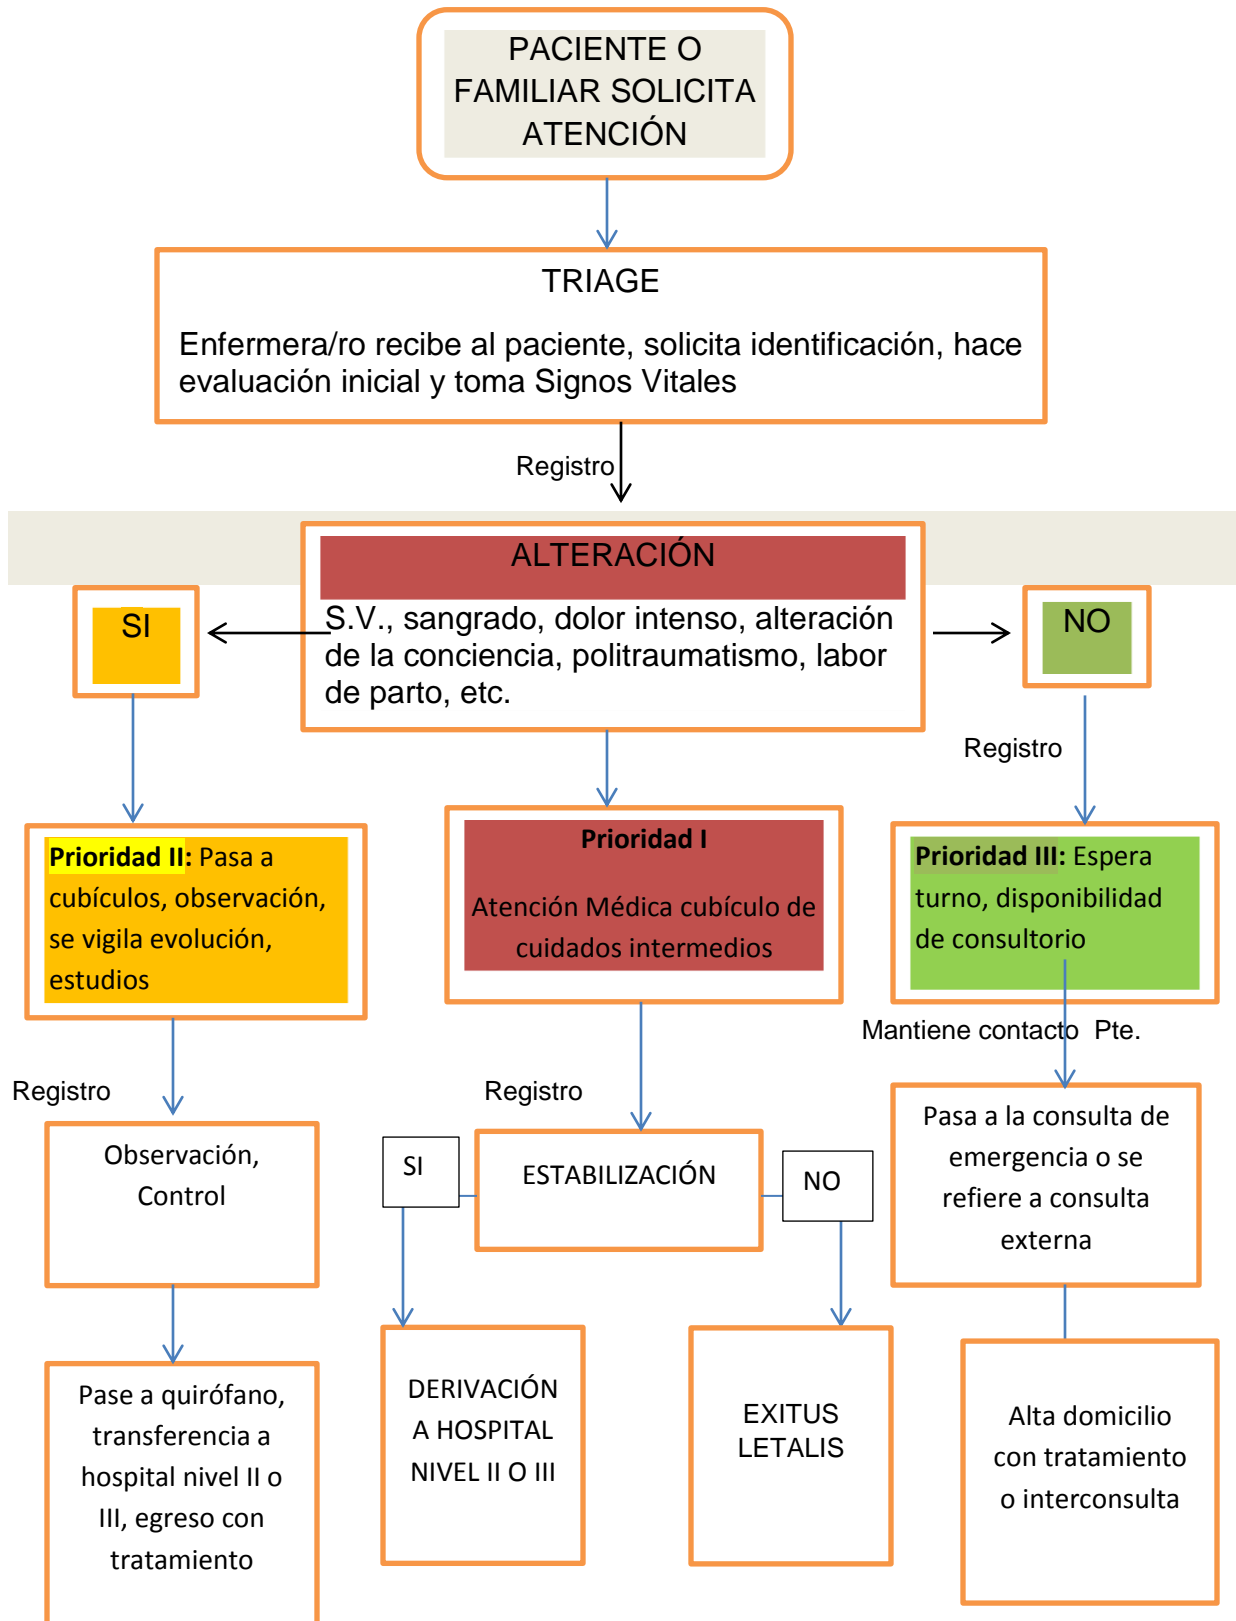 PACIENTE O
FAMILIAR SOLICITA
ATENCIÓN
TRIAGE
Enfermera/ro recibe al paciente, solicita identificación, hace
evaluación inicial y toma Signos Vitales
Registro
ALTERACIÓN
S.V., sangrado, dolor intenso, alteración
de la conciencia, politraumatismo, labor
de parto, etc.
SI
NO
Registro
Prioridad II: Pasa a
cubículos, observación,
se vigila evolución,
estudios
Prioridad I
Atención Médica cubículo de
cuidados intermedios
Prioridad III: Espera
turno, disponibilidad
de consultorio
Mantiene contacto Pte.
Registro
Registro
Observación,
Control
SI
ESTABILIZACIÓN
NO
Pasa a la consulta de
emergencia o se
refiere a consulta
externa
Pase a quirófano,
transferencia a
hospital nivel II o
III, egreso con
tratamiento
DERIVACIÓN
A HOSPITAL
NIVEL II O III
EXITUS
LETALIS
Alta domicilio
con tratamiento
o interconsulta